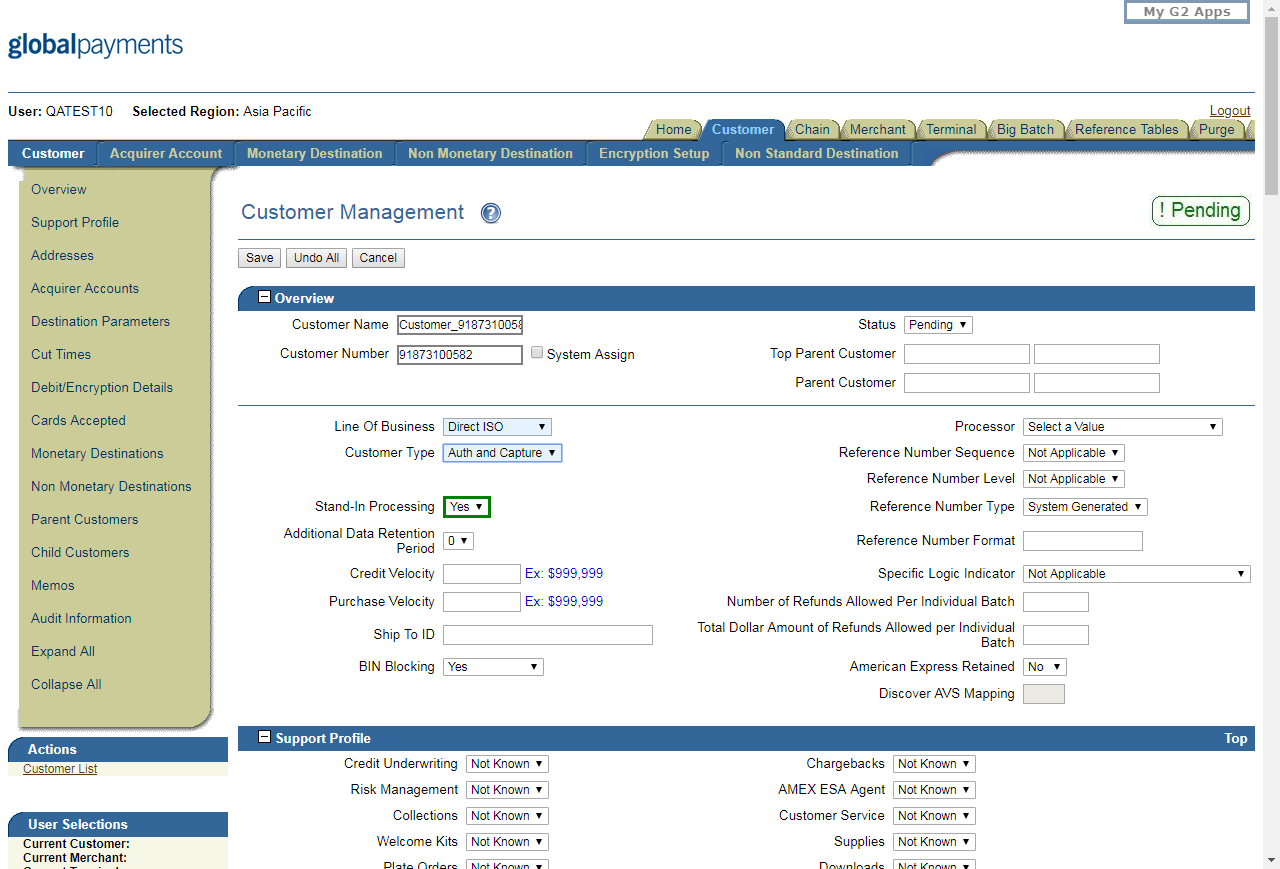 My G2 Apps
globalpayments
User: QATEST10 Selected Region: Asia Pacific
Logout
Home Customer Chain Merchant Terminal Big Batch Reference Tables Purge
Customer Acquirer Account Monetary Destination Non Monetary Destination Encryption Setup Non Standard Destination
Overview
Support Profile
Addresses
Acquirer Accounts
Destination Parameters
Cut Times
Debit/Encryption Details
Cards Accepted
Monetary Destinations
Non Monetary Destinations
Parent Customers
Child Customers
Memos
Audit Information
Expand All
Collapse All
Actions
Customer List
User Selections
Current Customer:
Current Merchant:
Customer Management ?
! Pending
Save Undo All Cancel
Overview
Customer Name Customer_9187310058 Status Pending
Customer Number 91873100582 System Assign Top Parent Customer
Parent Customer
Line Of Business Direct ISO Processor Select a Value
Customer Type Auth and Capture Reference Number Sequence Not Applicable
Reference Number Level Not Applicable
Stand-In Processing Yes Reference Number Type System Generated
Additional Data Retention
Period 0 Reference Number Format
Credit Velocity Ex: $999,999 Specific Logic Indicator Not Applicable
Purchase Velocity Ex: $999,999 Number of Refunds Allowed Per Individual Batch
Ship To ID Total Dollar Amount of Refunds Allowed per Individual
Batch
BIN Blocking Yes American Express Retained No
Discover AVS Mapping
Support Profile Top
Credit Underwriting Not Known Chargebacks Not Known
Risk Management Not Known AMEX ESA Agent Not Known
Collections Not Known Customer Service Not Known
Welcome Kits Not Known Supplies Not Known
Plate Orders Not Known Downloads Not Known